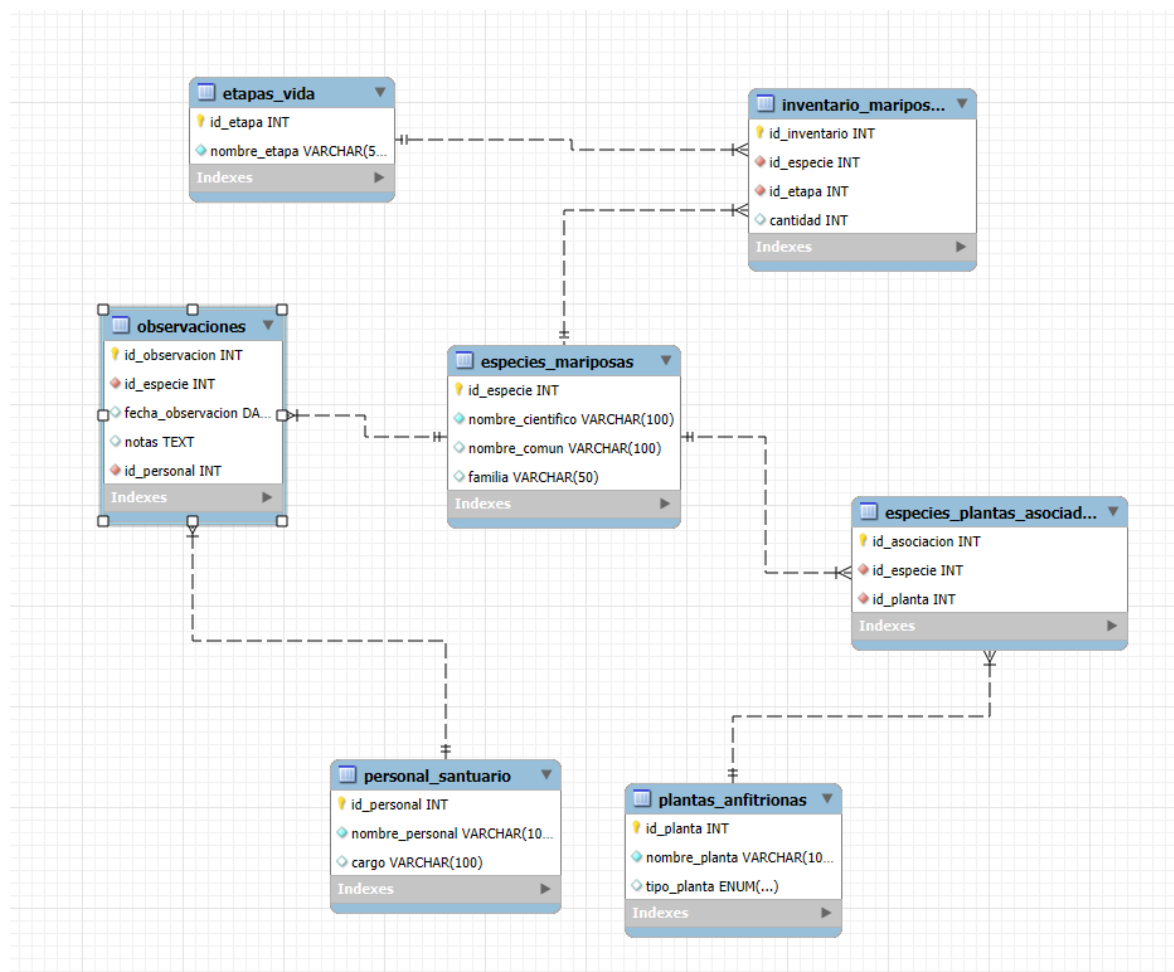 etapas_vida
id_etapa INT
nombre_etapa VARCHAR(5...
Indexes
inventario_maripos...
id_inventario INT
id_especie INT
id_etapa INT
cantidad INT
Indexes
observaciones
id_observacion INT
id_especie INT
fecha_observacion DA...
notas TEXT
id_personal INT
Indexes
especies_mariposas
id_especie INT
nombre_cientifico VARCHAR(100)
nombre_comun VARCHAR(100)
familia VARCHAR(50)
Indexes
especies_plantas_asociad...
id_asociacion INT
id_especie INT
id_planta INT
Indexes
personal_santuario
id_personal INT
nombre_personal VARCHAR(10...
cargo VARCHAR(100)
Indexes
plantas_anfitrionas
id_planta INT
nombre_planta VARCHAR(10...
tipo_planta ENUM(...)
Indexes